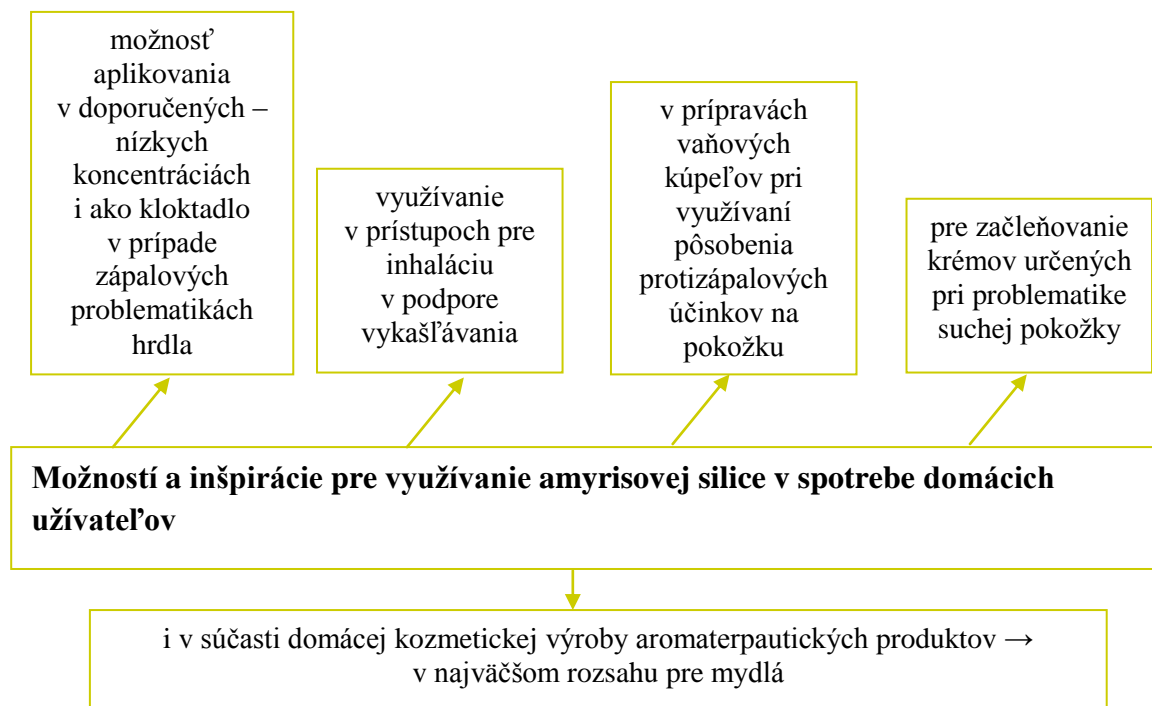 možnosť
aplikovania
v doporučených –
nízkych
koncentráciách
i ako kloktadlo
v prípade
zápalových
problematikách
hrdla
využívanie
v prístupoch pre
inhaláciu
v podpore
vykašľávania
v prípravách
vaňových
kúpeľov pri
využívaní
pôsobenia
protizápalových
účinkov na
pokožku
pre začleňovanie
krémov určených
pri problematike
suchej pokožky
Možností a inšpirácie pre využívanie amyrisovej silice v spotrebe domácich
užívateľov
i v súčasti domácej kozmetickej výroby aromaterpautických produktov →
v najväčšom rozsahu pre mydlá